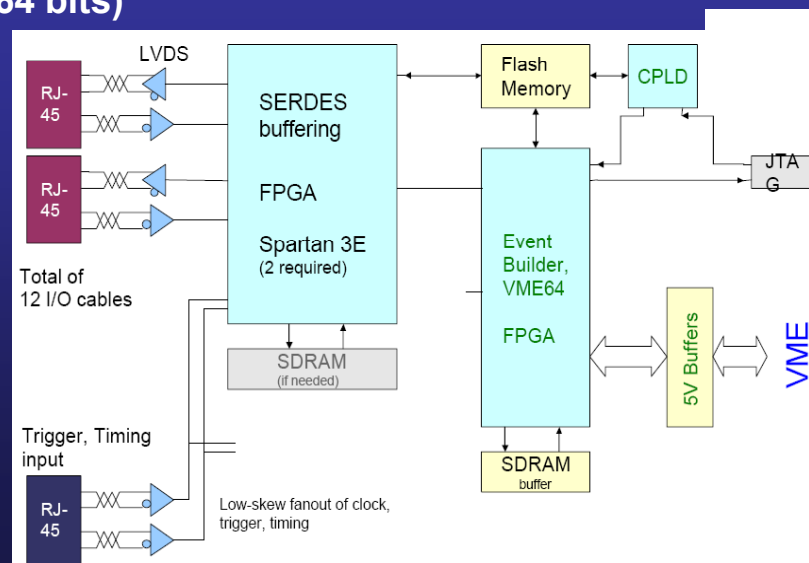 64 bits)
LVDS
RJ-
45
RJ-
45
Total of
12 I/O cables
SERDES
buffering
FPGA
Spartan 3E
(2 required)
SDRAM
(if needed)
Flash
Memory
CPLD
JTA
G
Event
Builder,
VME64
FPGA
5V Buffers
VME
SDRAM
buffer
Trigger, Timing
input
RJ-
45
Low-skew fanout of clock,
trigger, timing